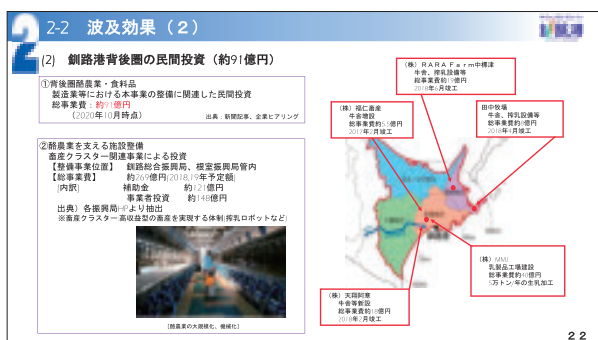 2
2-2 波及効果(2)
(2) 釧路港背後圏の民間投資(約91億円)
①背後圏酪農業・食料品
製造業等における本事業の整備に関連した民間投資
総事業費:約91億円
(2020年10月時点)
出典:新聞記事、企業ヒアリング
②酪農業を支える施設整備
畜産クラスター関連事業による投資
【整備事業位置】 釧路総合振興局、根室振興局管内
【総事業費】 約269億円(2018,19年予定額)
[内訳] 補助金 約121億円
事業者投資 約148億円
出典)各振興局HPより抽出
※畜産クラスター:高収益型の畜産を実現する体制(搾乳ロボットなど)
[酪農業の大規模化、機械化]
(株)RARA Farm中標津
牛舎、搾乳設備等
総事業費約19億円
2018年6月竣工
(株)福仁畜産
牛舎増設
総事業費約5.5億円
2017年2月竣工
田中牧場
牛舎、搾乳設備等
総事業費約8億円
2018年4月竣工
(株)MMJ
乳製品工場建設
総事業費約40億円
5万トン/年の生乳加工
(株)天翔阿寒
牛舎等新設
総事業費約18億円
2018年2月竣工
22